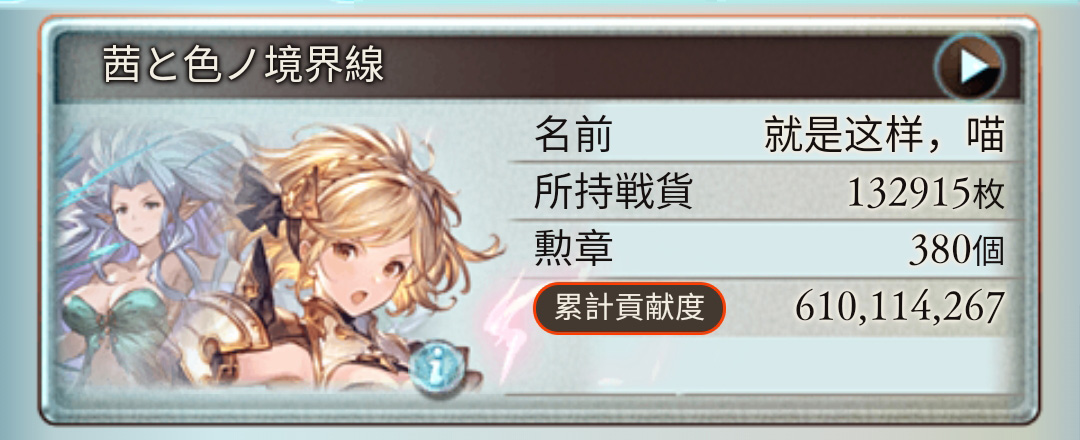 茜と色ノ境界線
名前 就是这样，喵
所持戦貨 132915枚
勲章 380個
累計貢献度 610,114,267